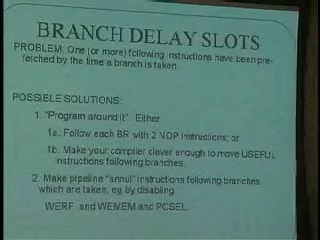 BRANCH DELAY SLOTS
PROBLEM: One (or more) following instructions have been pre-
fetched by the time a branch is taken.
POSSIBLE SOLUTIONS:
1. "Program around it". Either
1a. Follow each BR with 2 NOP instructions; or
1b. Make your compiler clever enough to move USEFUL
instructions following branches.
2. Make pipeline "annul" instructions following branches
which are taken, eg by disabling
WERF and WEMEM and PCSEL.